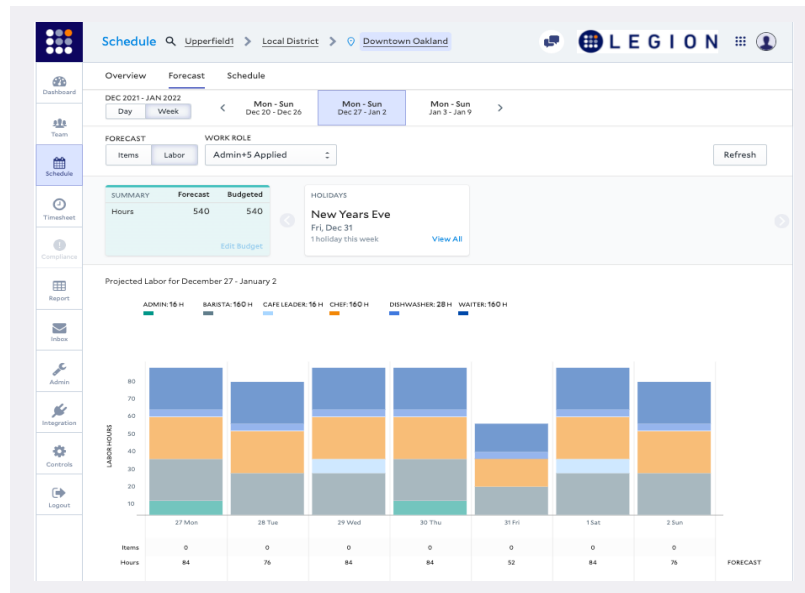 Schedule Upperfield1 > Local District > Downtown Oakland LEGION
Dashboard
Team
Schedule
Timesheet
Compliance
Report
Inbox
Admin
Integration
Controls
Logout
Overview Forecast Schedule
DEC 2021 - JAN 2022
Day Week
Mon - Sun
Dec 20 - Dec 26
Mon - Sun
Dec 27 - Jan 2
Mon - Sun
Jan 3 - Jan 9
FORECAST WORK ROLE
Items Labor Admin+5 Applied Refresh
SUMMARY Forecast Budgeted
Hours 540 540
Edit Budget
HOLIDAYS
New Years Eve
Fri, Dec 31
1 holiday this week View All
Projected Labor for December 27 - January 2
ADMIN: 16 H BARISTA: 160 H CAFE LEADER: 16 H CHEF: 160 H DISHWASHER: 28 H WAITER: 160 H
LABOR HOURS
80
70
60
50
40
30
20
10
27 Mon 28 Tue 29 Wed 30 Thu 31 Fri 1 Sat 2 Sun
Items 0 0 0 0 0 0 0
Hours 84 76 84 84 52 84 76 FORECAST